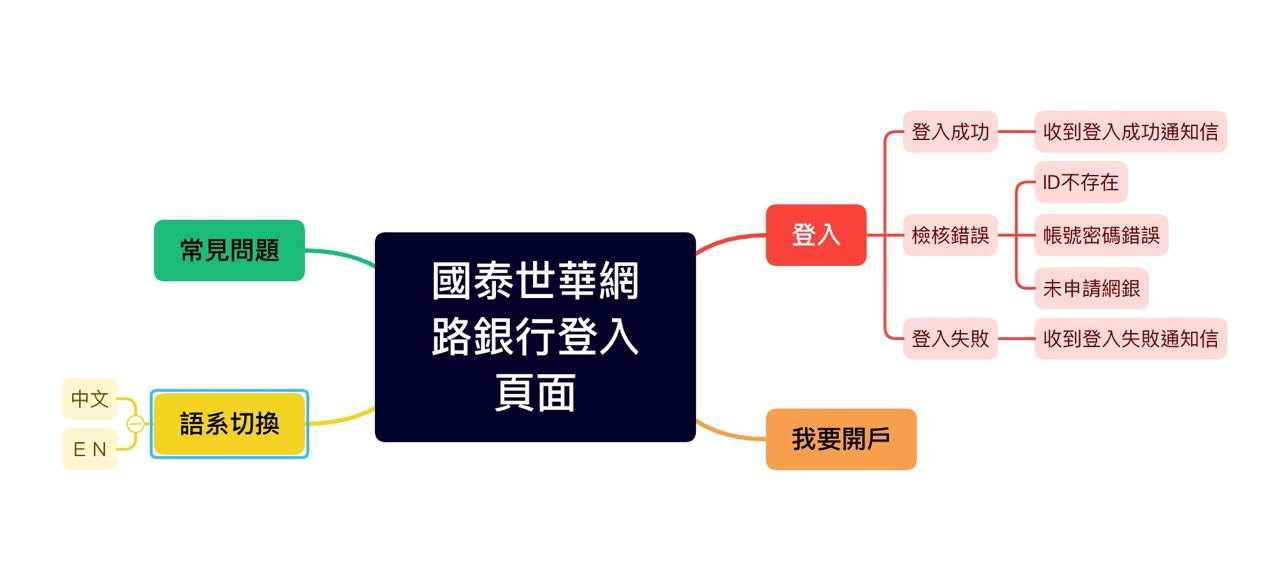 國泰世華網
路銀行登入
頁面
登入
登入成功
收到登入成功通知信
檢核錯誤
ID不存在
帳號密碼錯誤
未申請網銀
登入失敗
收到登入失敗通知信
我要開戶
常見問題
語系切換
中文
ＥＮ